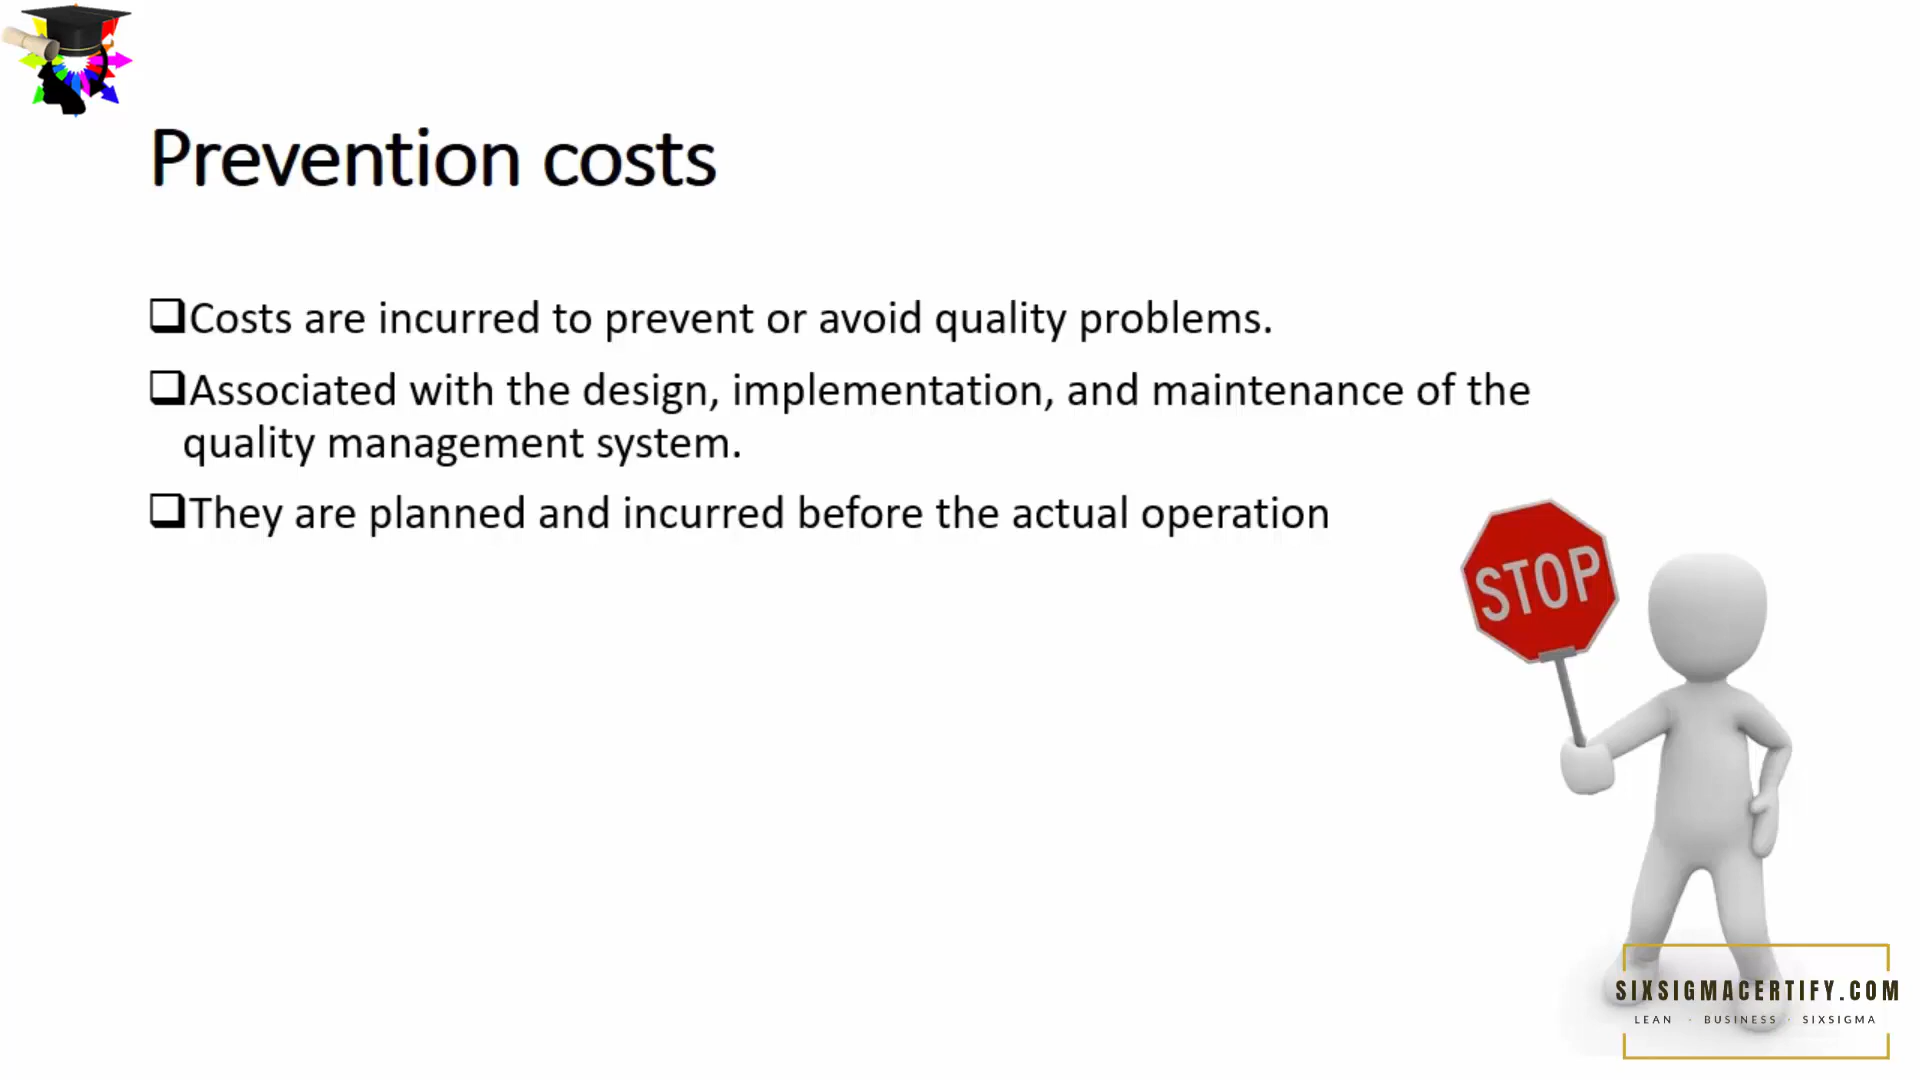 Prevention costs
❑Costs are incurred to prevent or avoid quality problems.
❑Associated with the design, implementation, and maintenance of the
quality management system.
❑They are planned and incurred before the actual operation
STOP
SIXSIGMACERTIFY.COM
LEAN · BUSINESS · SIXSIGMA